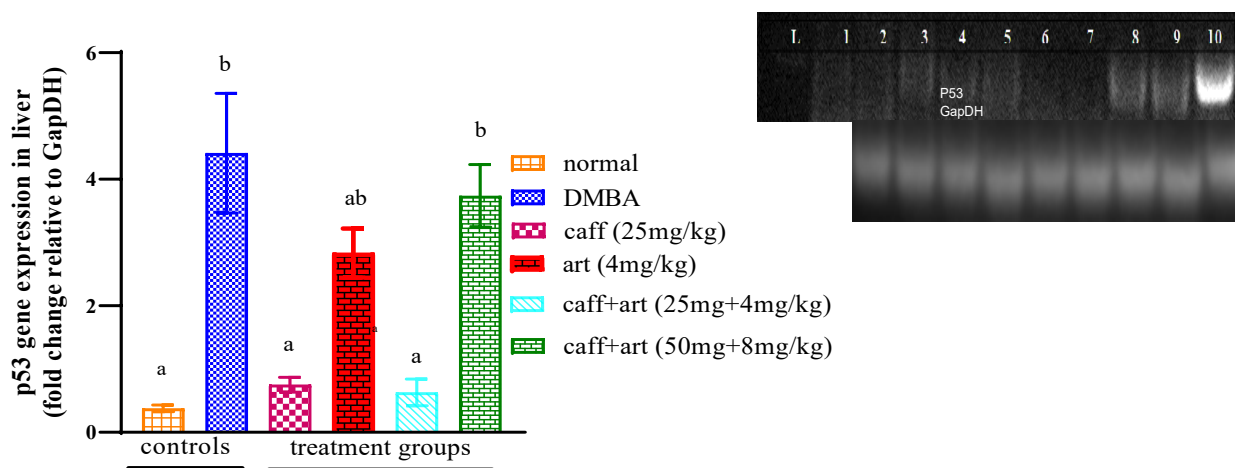 p53 gene expression in liver
(fold change relative to GapDH)
6
4
2
0
a
b
a
ab
a
a
b
controls
treatment groups
normal
DMBA
caff (25mg/kg)
art (4mg/kg)
caff+art (25mg+4mg/kg)
caff+art (50mg+8mg/kg)
L 1 2 3 4 5 6 7 8 9 10
P53
GapDH